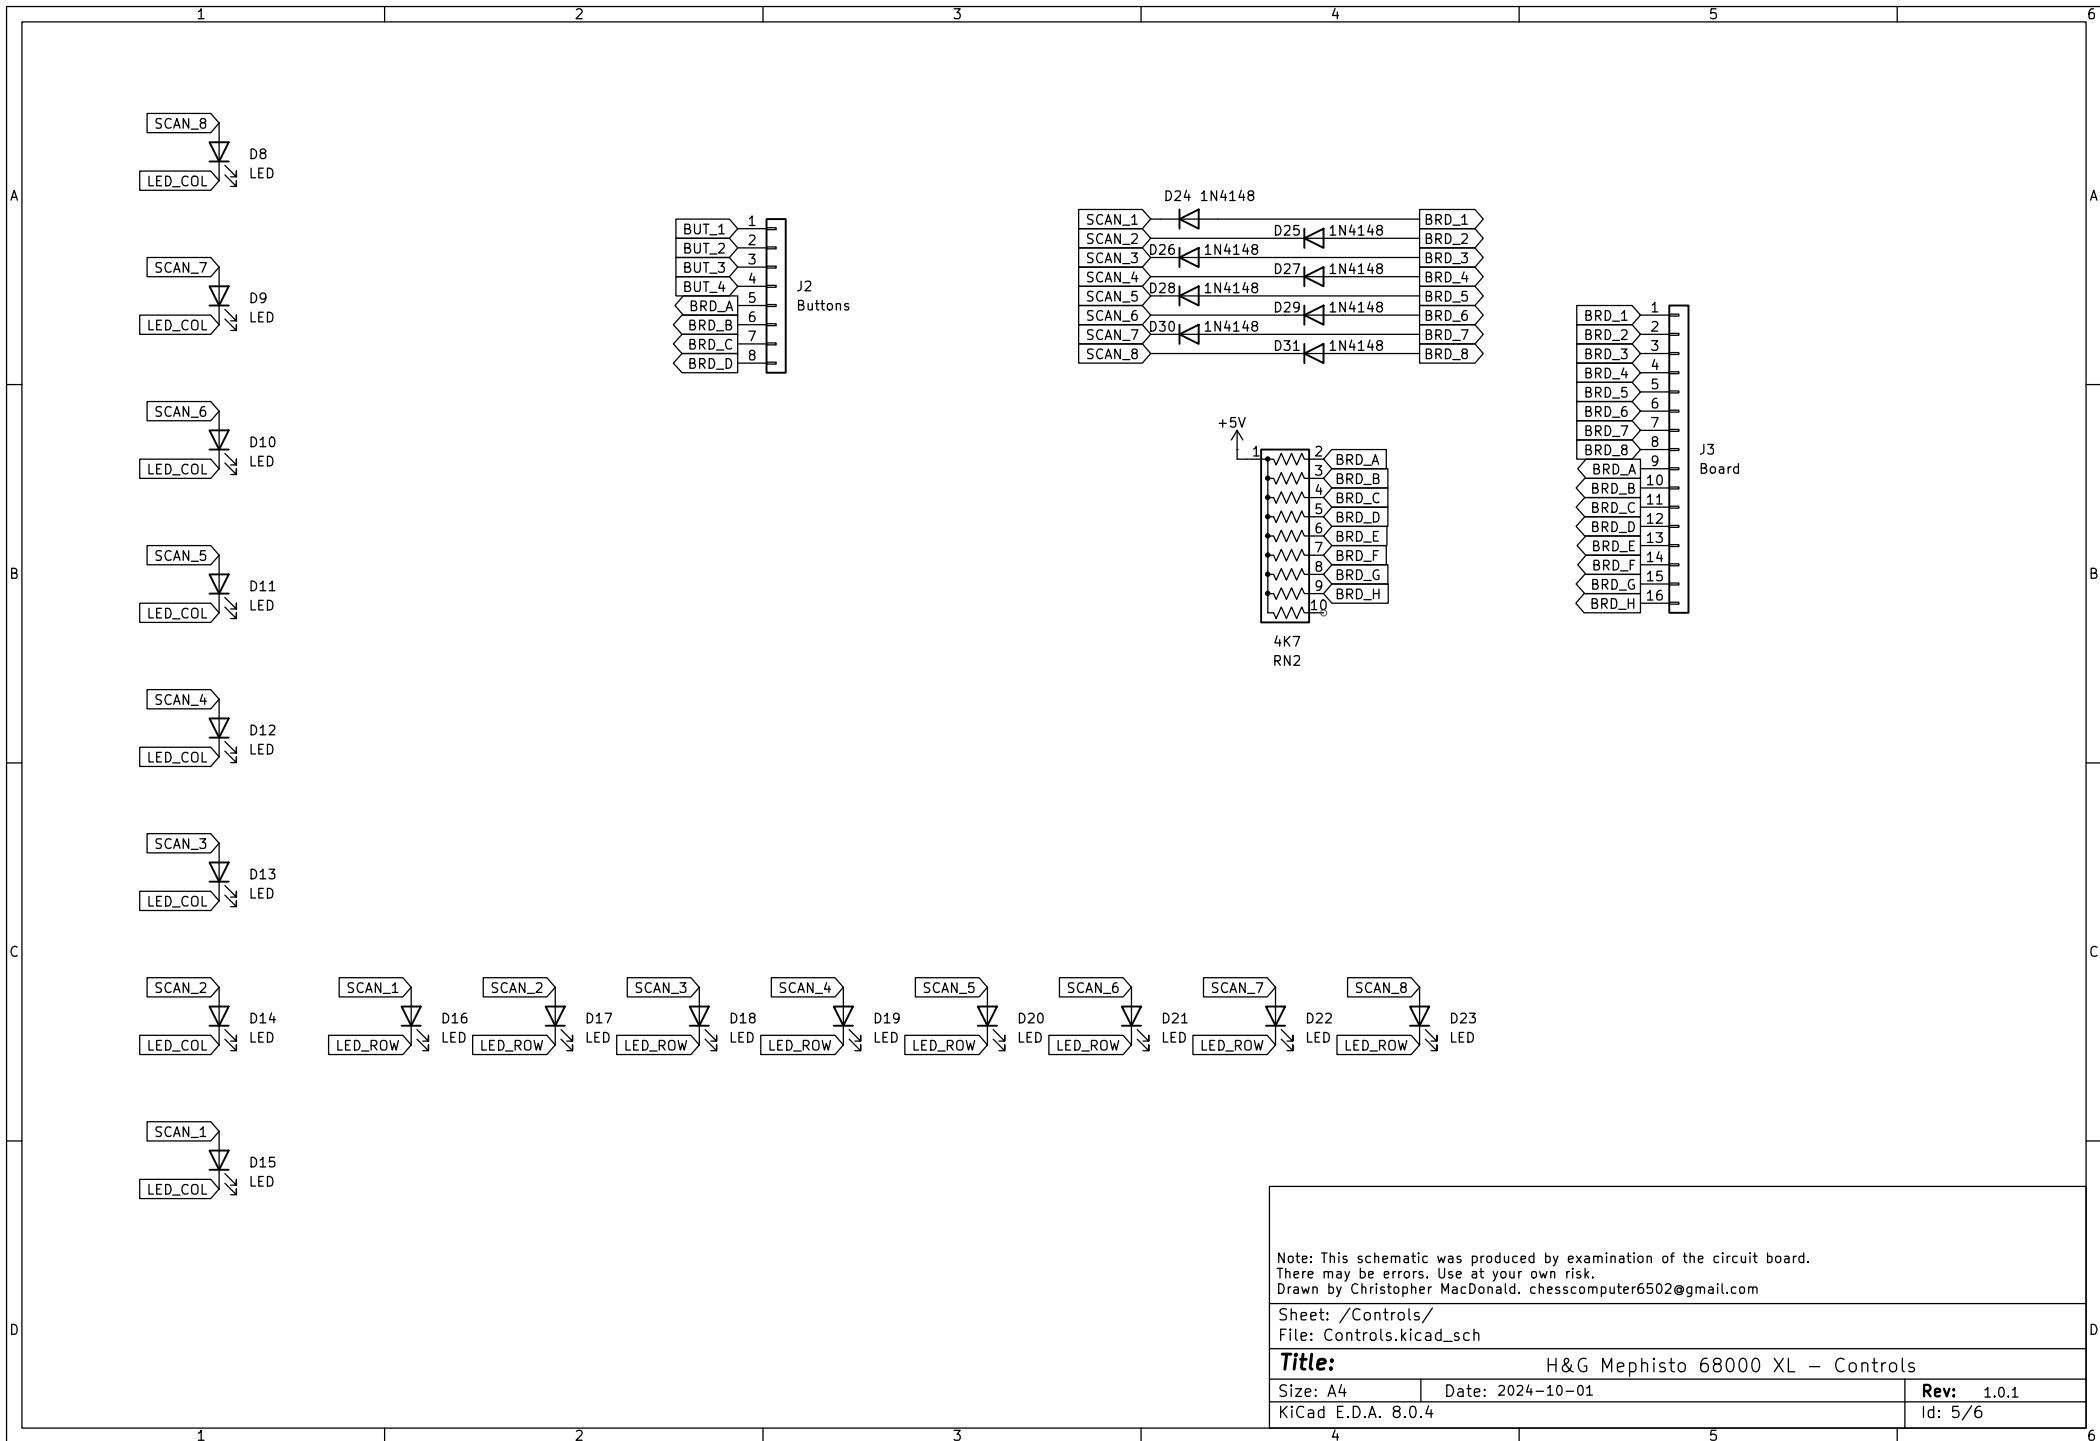 1 2 3 4 5 6
A
B
C
D
SCAN_8
D8
LED
LED_COL
SCAN_7
D9
LED
LED_COL
SCAN_6
D10
LED
LED_COL
SCAN_5
D11
LED
LED_COL
SCAN_4
D12
LED
LED_COL
SCAN_3
D13
LED
LED_COL
SCAN_2
D14
LED
LED_COL
SCAN_1
D15
LED
LED_COL
BUT_1 1
BUT_2 2
BUT_3 3
BUT_4 4
BRD_A 5
BRD_B 6
BRD_C 7
BRD_D 8
J2
Buttons
SCAN_1 D24 1N4148 BRD_1
SCAN_2 D25 1N4148 BRD_2
SCAN_3 D26 1N4148 BRD_3
SCAN_4 D27 1N4148 BRD_4
SCAN_5 D28 1N4148 BRD_5
SCAN_6 D29 1N4148 BRD_6
SCAN_7 D30 1N4148 BRD_7
SCAN_8 D31 1N4148 BRD_8
+5V
1 2 BRD_A
3 BRD_B
4 BRD_C
5 BRD_D
6 BRD_E
7 BRD_F
8 BRD_G
9 BRD_H
10
4K7
RN2
BRD_1 1
BRD_2 2
BRD_3 3
BRD_4 4
BRD_5 5
BRD_6 6
BRD_7 7
BRD_8 8
BRD_A 9
BRD_B 10
BRD_C 11
BRD_D 12
BRD_E 13
BRD_F 14
BRD_G 15
BRD_H 16
J3
Board
SCAN_1
D16
LED
LED_ROW
SCAN_2
D17
LED
LED_ROW
SCAN_3
D18
LED
LED_ROW
SCAN_4
D19
LED
LED_ROW
SCAN_5
D20
LED
LED_ROW
SCAN_6
D21
LED
LED_ROW
SCAN_7
D22
LED
LED_ROW
SCAN_8
D23
LED
LED_ROW
A
B
C
D
Note: This schematic was produced by examination of the circuit board.
There may be errors. Use at your own risk.
Drawn by Christopher MacDonald. chesscomputer6502@gmail.com
Sheet: /Controls/
File: Controls.kicad_sch
Title: H&G Mephisto 68000 XL – Controls
Size: A4 Date: 2024-10-01 Rev: 1.0.1
KiCad E.D.A. 8.0.4 Id: 5/6
1 2 3 4 5 6